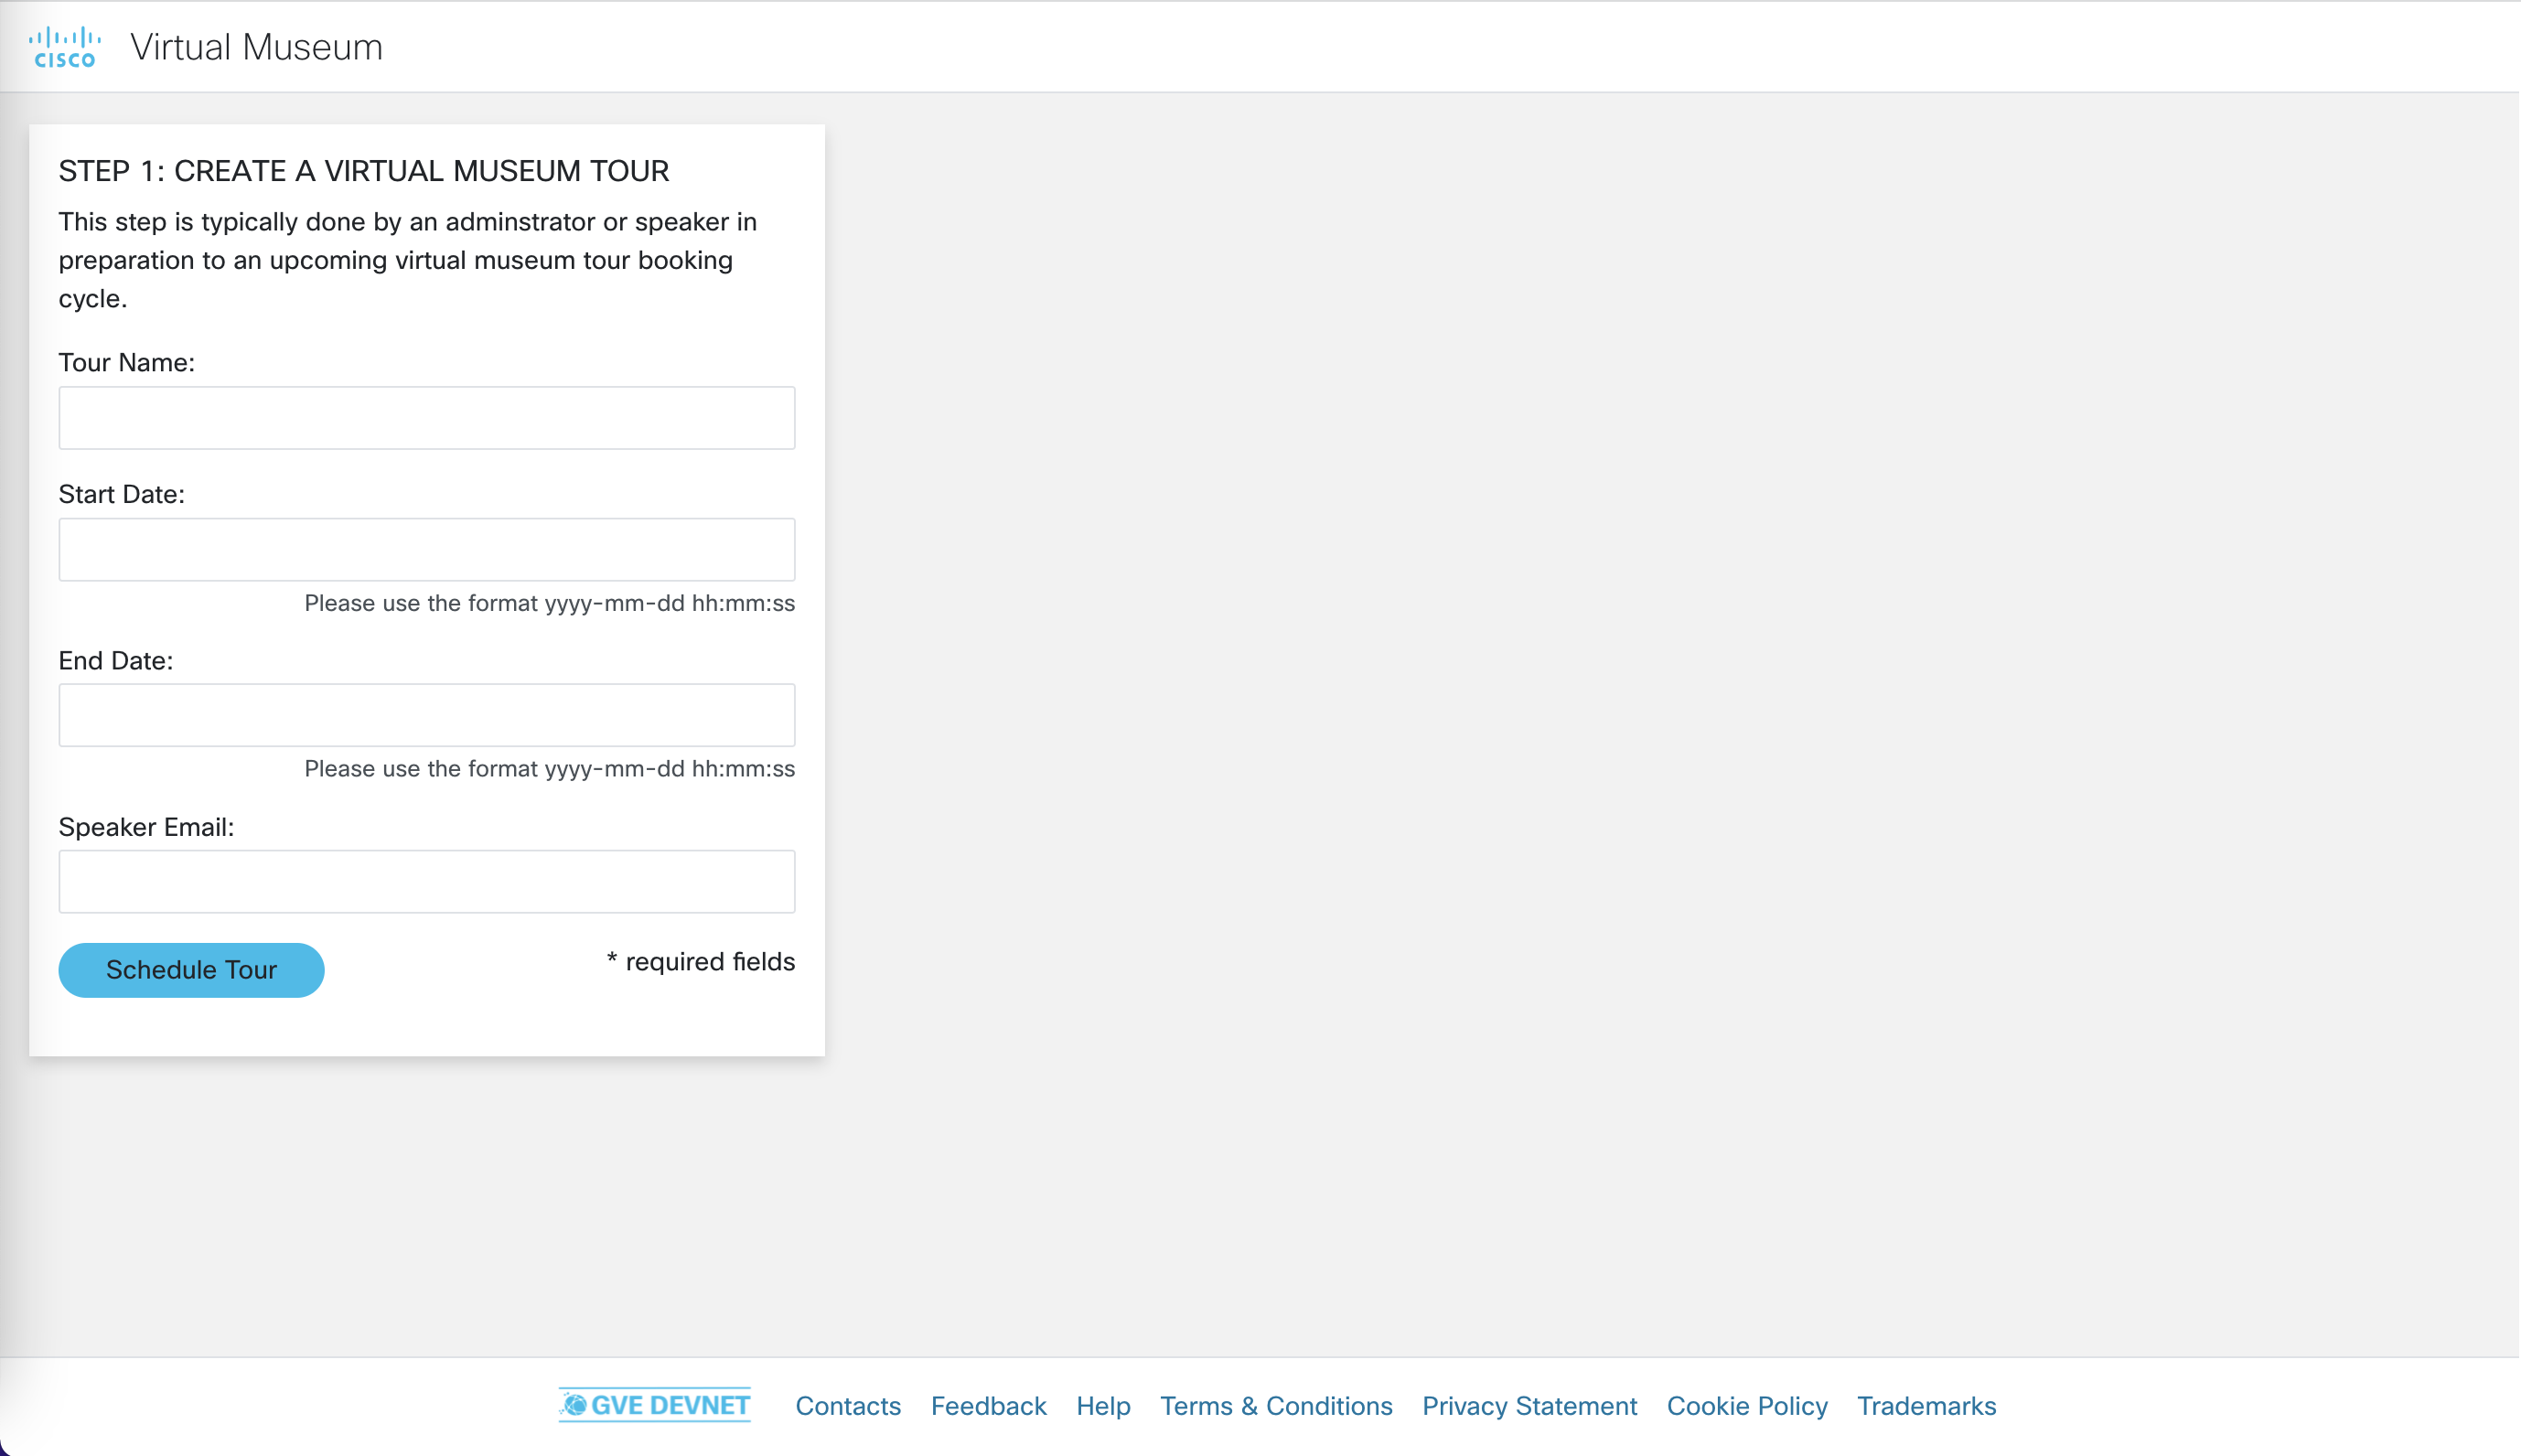 CISCO
Virtual Museum
STEP 1: CREATE A VIRTUAL MUSEUM TOUR
This step is typically done by an adminstrator or speaker in
preparation to an upcoming virtual museum tour booking
cycle.
Tour Name:
Start Date:
Please use the format yyyy-mm-dd hh:mm:ss
End Date:
Please use the format yyyy-mm-dd hh:mm:ss
Speaker Email:
Schedule Tour * required fields
GVE DEVNET Contacts Feedback Help Terms & Conditions Privacy Statement Cookie Policy Trademarks